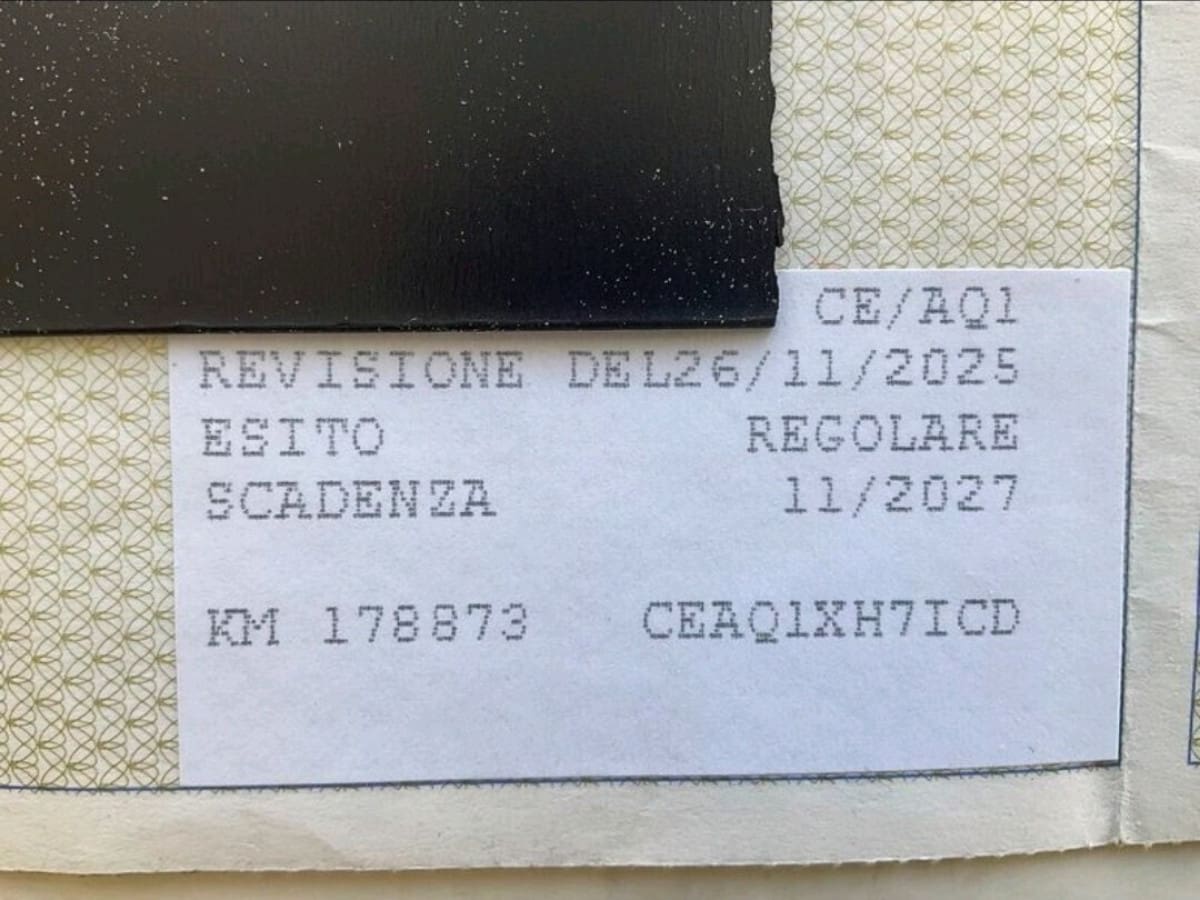 CE/AQ1
REVISIONE DEL26/11/2025
ESITO REGOLARE
SCADENZA 11/2027
KM 178873 CEAQ1XH7ICD